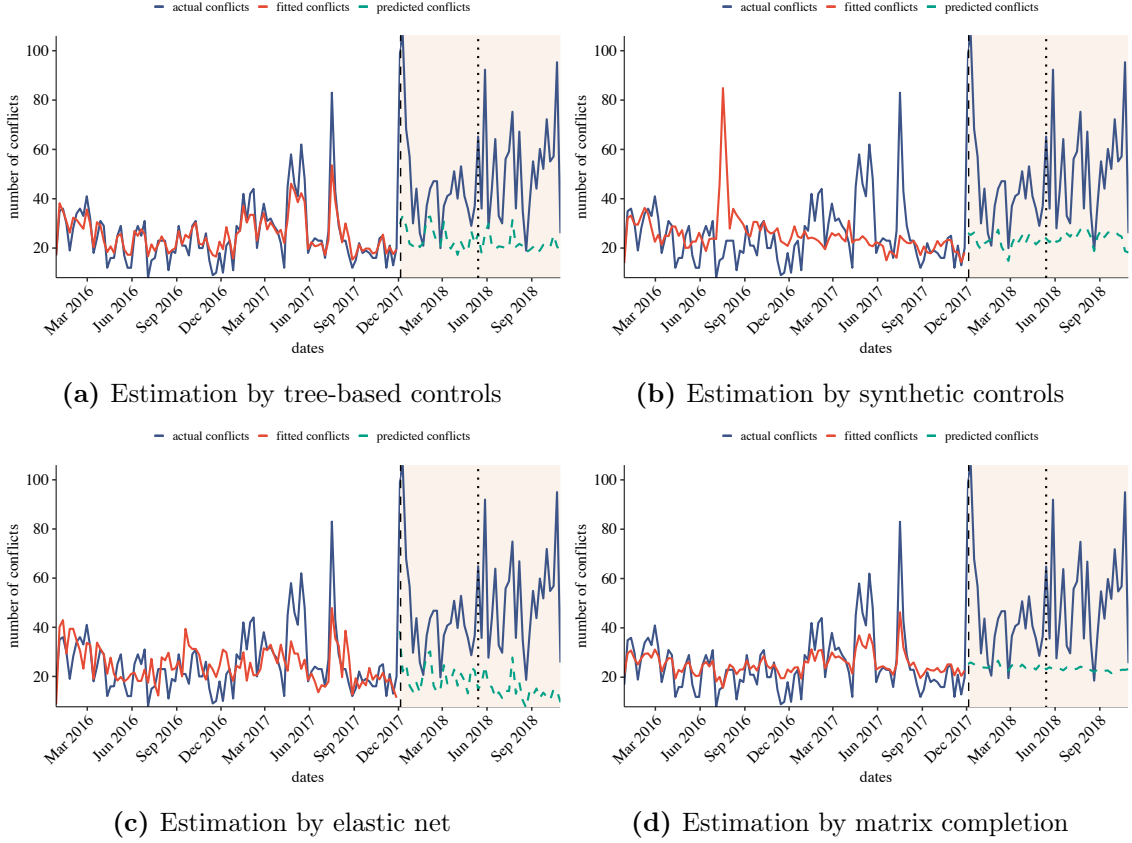 actual conflicts fitted conflicts predicted conflicts
100
80
60
40
20
number of conflicts
Mar 2016 Jun 2016 Sep 2016 Dec 2016 Mar 2017 Jun 2017 Sep 2017 Dec 2017 Mar 2018 Jun 2018 Sep 2018
dates
(a) Estimation by tree-based controls
actual conflicts fitted conflicts predicted conflicts
100
80
60
40
20
number of conflicts
Mar 2016 Jun 2016 Sep 2016 Dec 2016 Mar 2017 Jun 2017 Sep 2017 Dec 2017 Mar 2018 Jun 2018 Sep 2018
dates
(b) Estimation by synthetic controls
actual conflicts fitted conflicts predicted conflicts
100
80
60
40
20
number of conflicts
Mar 2016 Jun 2016 Sep 2016 Dec 2016 Mar 2017 Jun 2017 Sep 2017 Dec 2017 Mar 2018 Jun 2018 Sep 2018
dates
(c) Estimation by elastic net
actual conflicts fitted conflicts predicted conflicts
100
80
60
40
20
number of conflicts
Mar 2016 Jun 2016 Sep 2016 Dec 2016 Mar 2017 Jun 2017 Sep 2017 Dec 2017 Mar 2018 Jun 2018 Sep 2018
dates
(d) Estimation by matrix completion